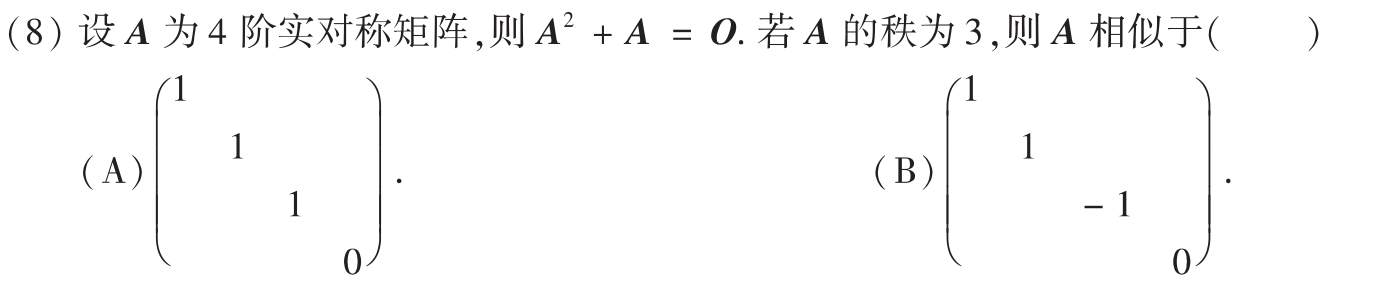 (8) 设 A 为 4 阶实对称矩阵,则 A² + A = O. 若 A 的秩为 3,则 A 相似于(    )
(A) (1 1 1 0). (B) (1 1 -1 0).